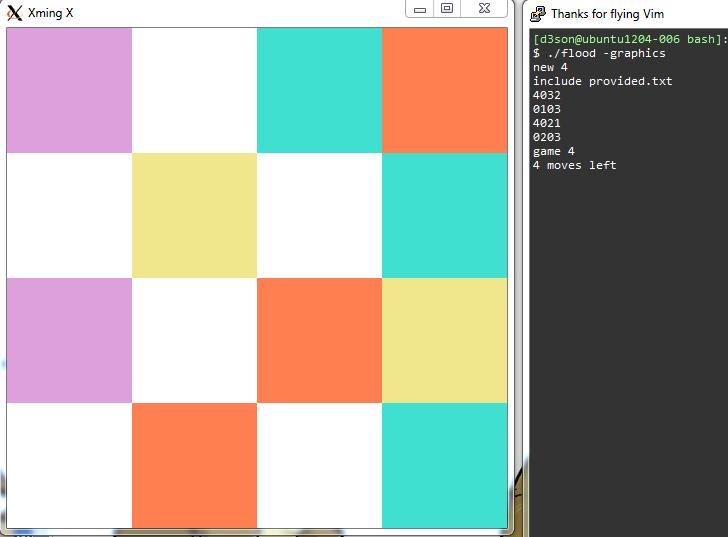 Xming X
Thanks for flying Vim
[d3son@ubuntu1204-006 bash]:
$ ./flood -graphics
new 4
include provided.txt
4032
0103
4021
0203
game 4
4 moves left